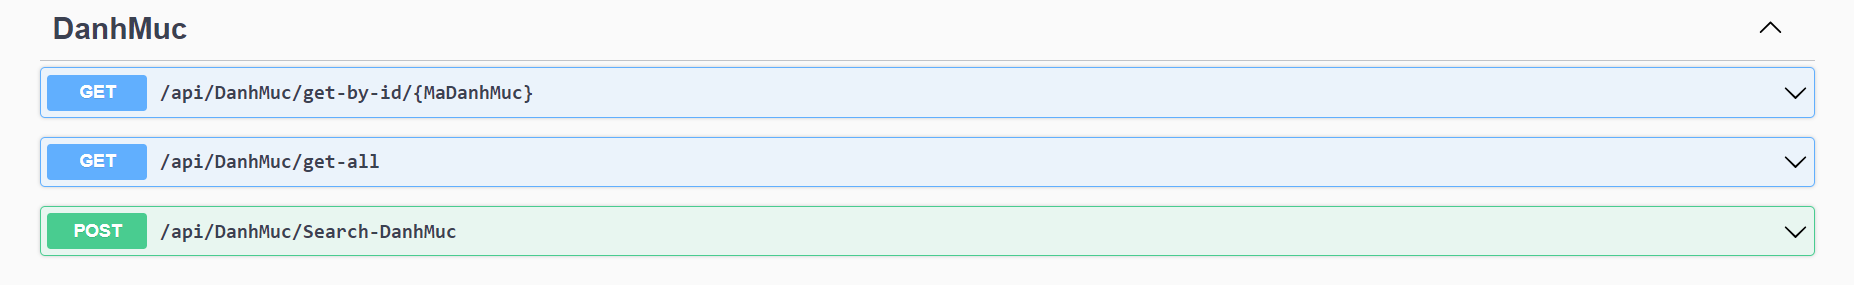 DanhMuc
GET /api/DanhMuc/get-by-id/{MaDanhMuc}
GET /api/DanhMuc/get-all
POST /api/DanhMuc/Search-DanhMuc